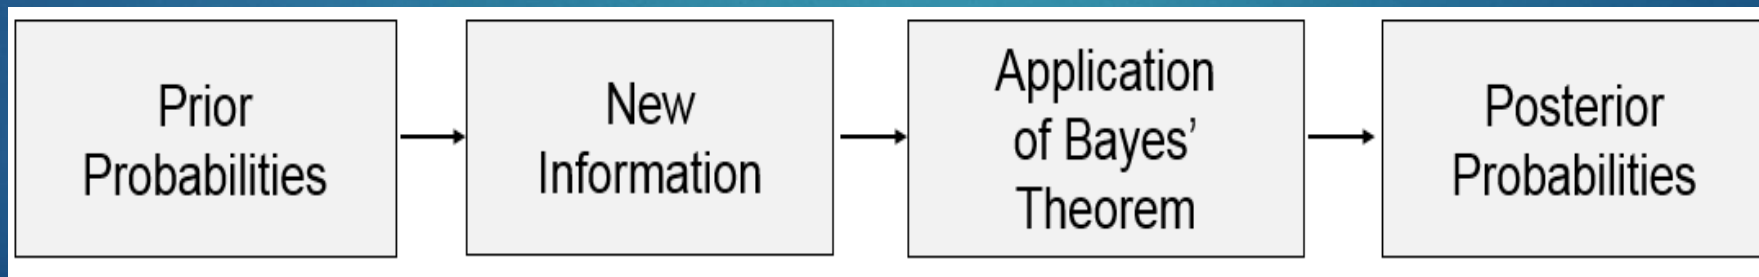 Prior
Probabilities
New
Information
Application
of Bayes’
Theorem
Posterior
Probabilities